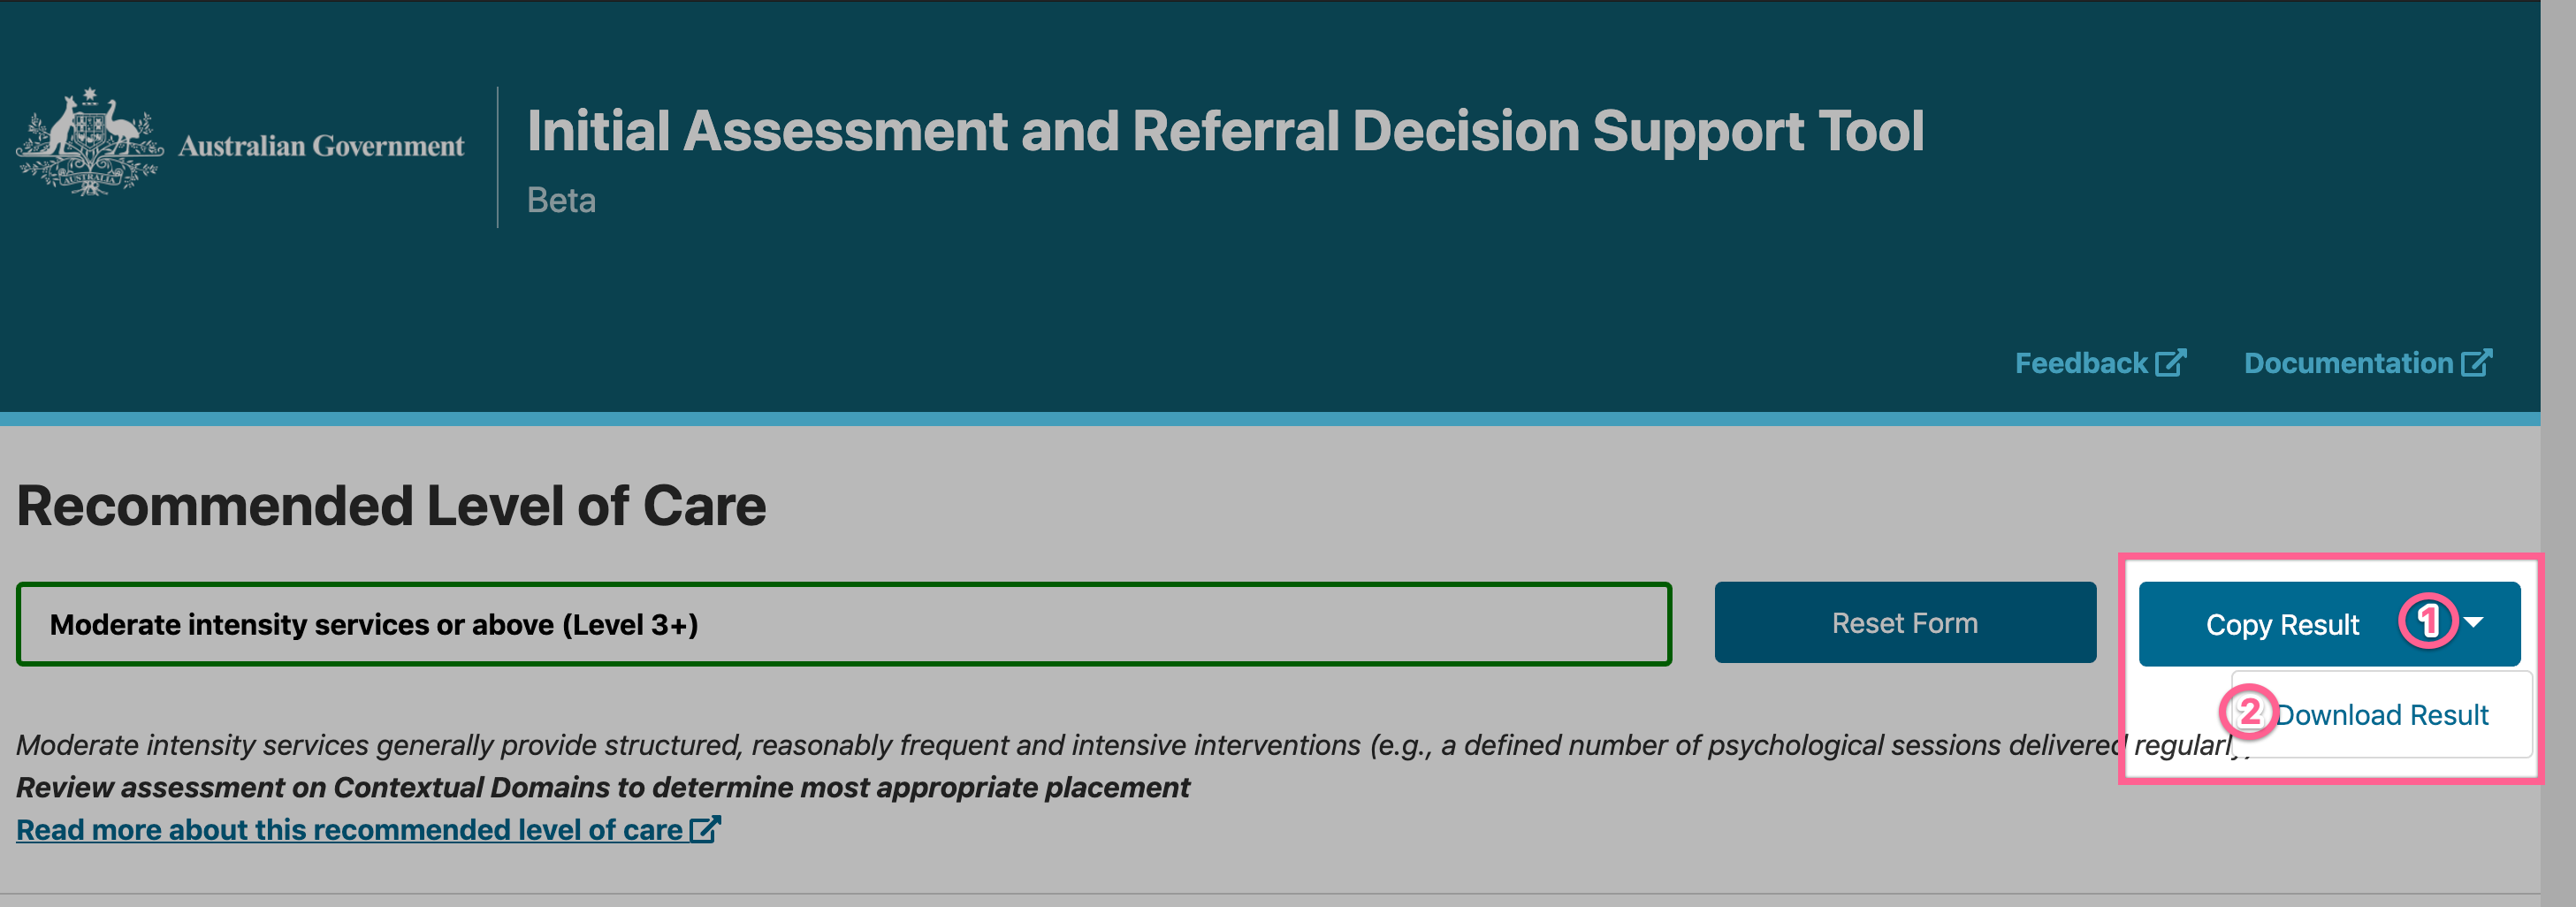 Initial Assessment and Referral Decision Support Tool
Australian Government
AUSTRALIA
Beta
Feedback
Documentation
Recommended Level of Care
Moderate intensity services or above (Level 3+)
Reset Form
Copy Result
1
2
Download Result
Moderate intensity services generally provide structured, reasonably frequent and intensive interventions (e.g., a defined number of psychological sessions delivered
Review assessment on Contextual Domains to determine most appropriate placement
Read more about this recommended level of care